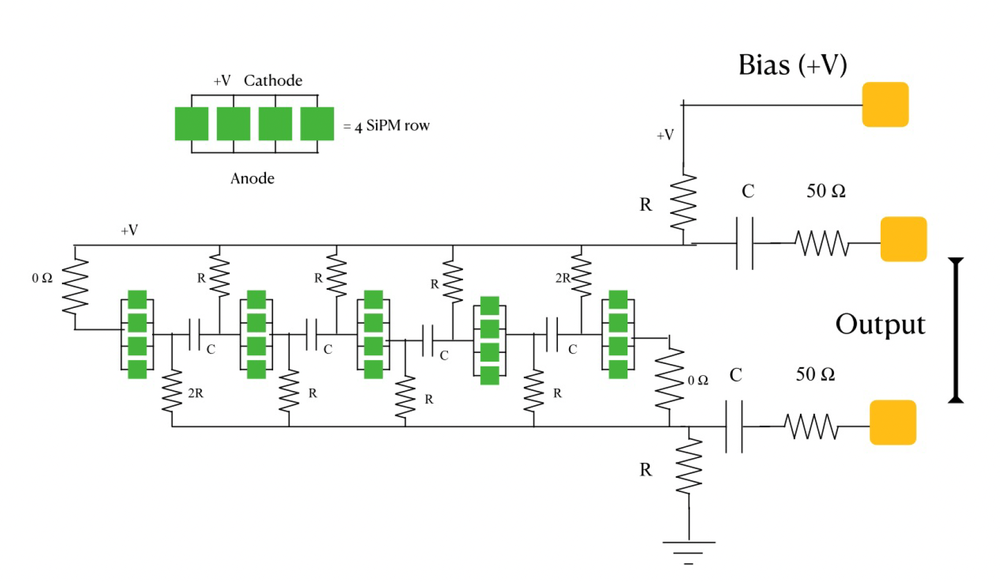 Bias (+V)
+V Cathode
= 4 SiPM row
+V
Anode
C
50 Ω
R
+V
0 Ω
R
R
R
2R
Output
C
C
C
C
2R
R
R
R
0 Ω
C
50 Ω
R